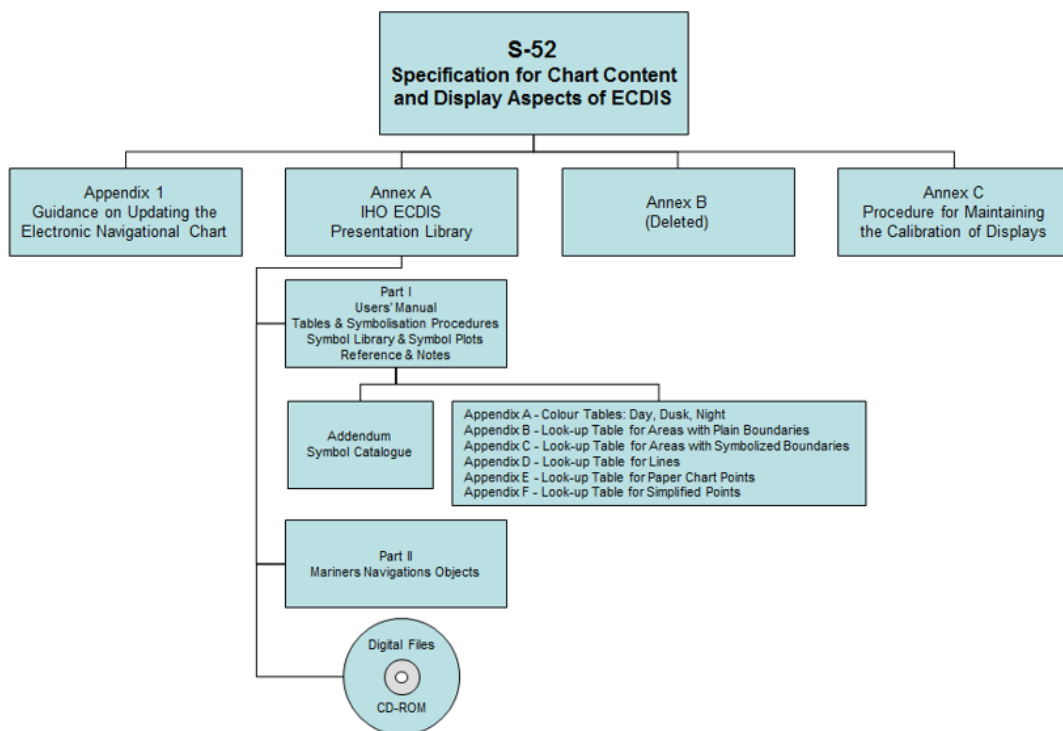 S-52
Specification for Chart Content
and Display Aspects of ECDIS
Appendix 1
Guidance on Updating the
Electronic Navigational Chart
Annex A
IHO ECDIS
Presentation Library
Annex B
(Deleted)
Annex C
Procedure for Maintaining
the Calibration of Displays
Part I
Users' Manual
Tables & Symbolisation Procedures
Symbol Library & Symbol Plots
Reference & Notes
Addendum
Symbol Catalogue
Appendix A - Colour Tables: Day, Dusk, Night
Appendix B - Look-up Table for Areas with Plain Boundaries
Appendix C - Look-up Table for Areas with Symbolized Boundaries
Appendix D - Look-up Table for Lines
Appendix E - Look-up Table for Paper Chart Points
Appendix F - Look-up Table for Simplified Points
Part II
Mariners Navigations Objects
Digital Files
CD-ROM